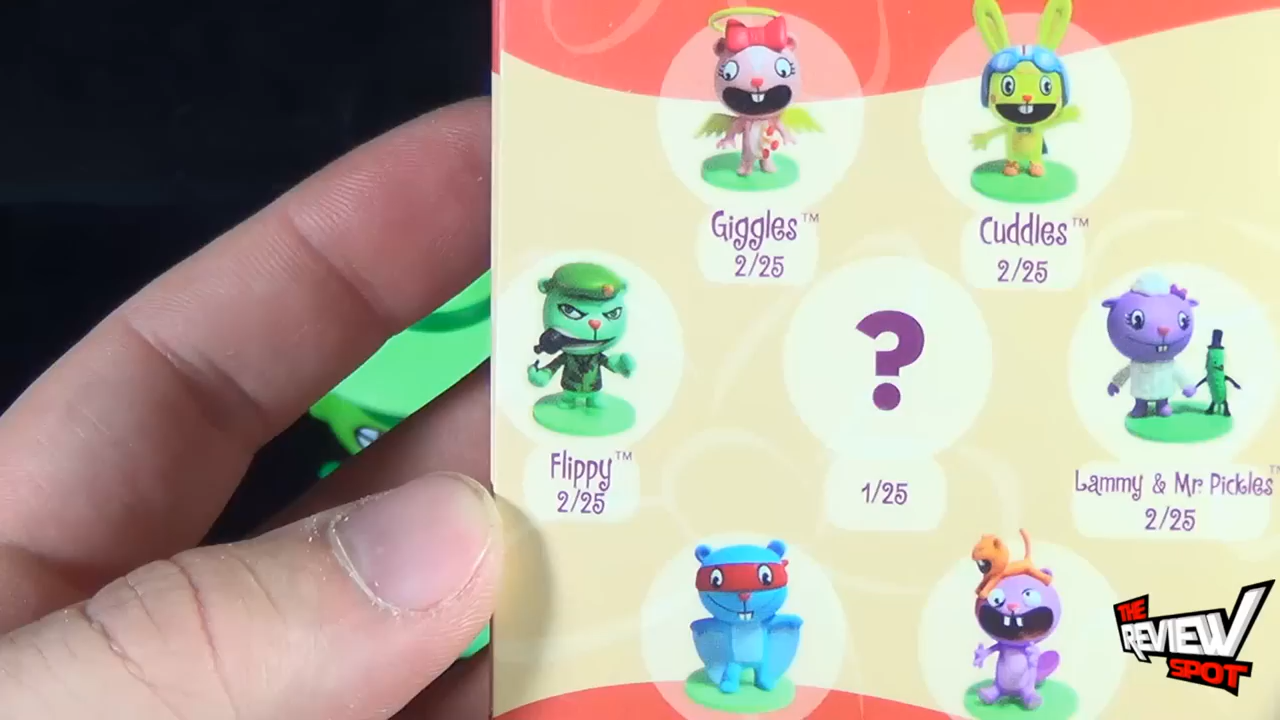 Giggles™
2/25
Cuddles™
2/25
Flippy™
2/25
?
1/25
Lammy & Mr. Pickles™
2/25
THE
REVIEW
SPOT